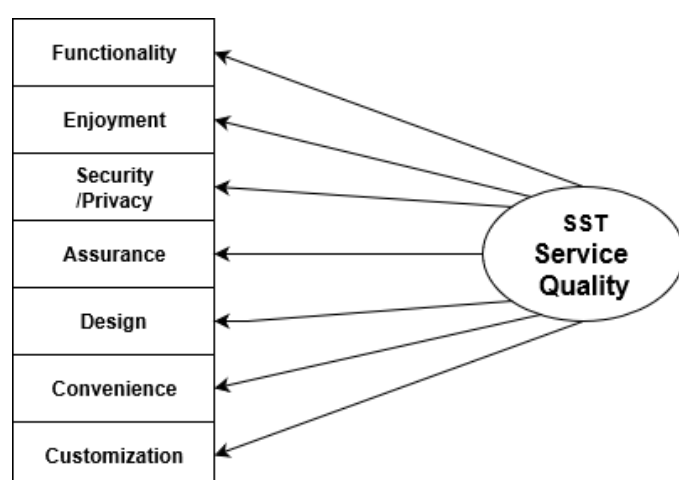 Functionality
Enjoyment
Security
/Privacy
Assurance
Design
Convenience
Customization
SST
Service
Quality